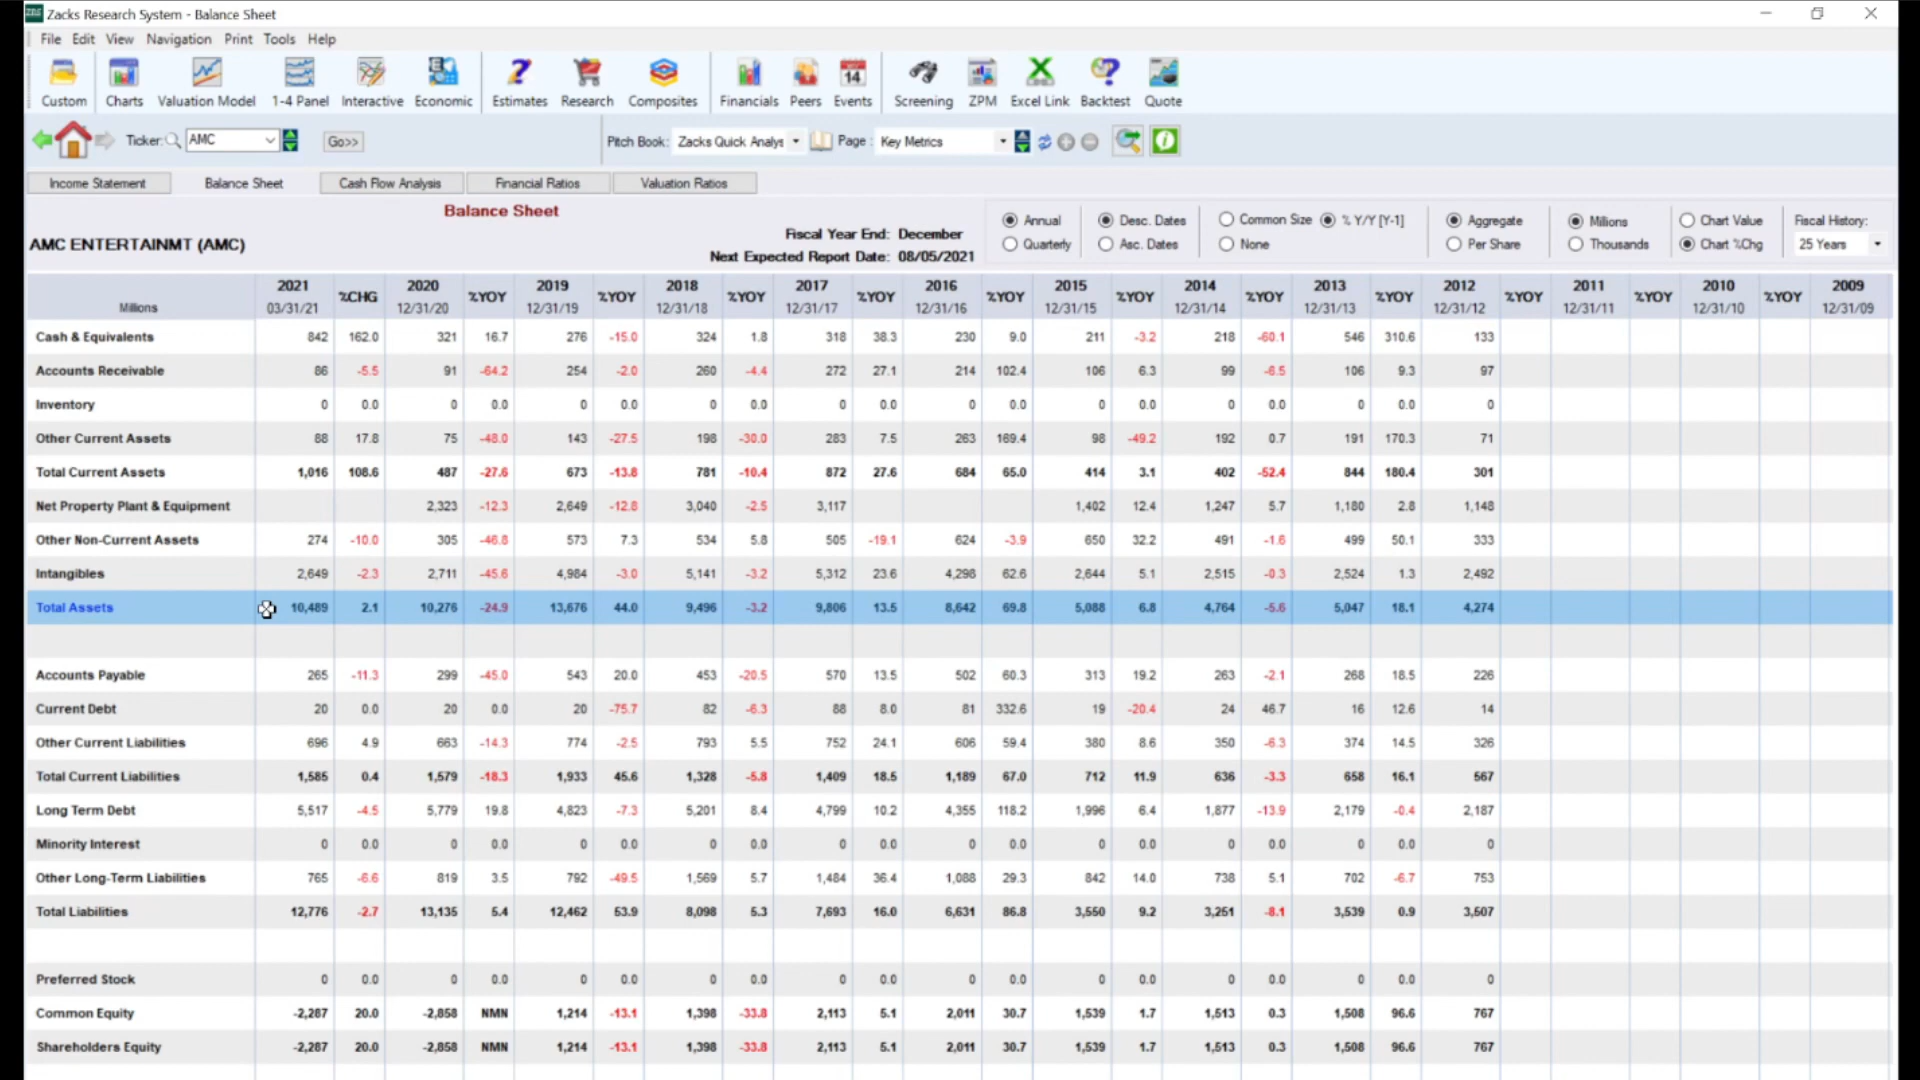 Zacks Research System - Balance Sheet
File Edit View Navigation Print Tools Help
Custom Charts Valuation Model 1-4 Panel Interactive Economic Estimates Research Composites Financials Peers Events Screening ZPM Excel Link Backtest Quote
Ticker: AMC Go>> Pitch Book: Zacks Quick Analys Page : Key Metrics
Income Statement Balance Sheet Cash Flow Analysis Financial Ratios Valuation Ratios
Balance Sheet
Annual Desc. Dates Common Size % Y/Y [Y-1] Aggregate Millions Chart Value Fiscal History:
Fiscal Year End: December
AMC ENTERTAINMT (AMC)
Quarterly Asc. Dates None Per Share Thousands Chart %Chg 25 Years
Next Expected Report Date: 08/05/2021
2021 2020 2019 2018 2017 2016 2015 2014 2013 2012 2011 2010 2009
%CHG %YOY %YOY %YOY %YOY %YOY %YOY %YOY %YOY %YOY %YOY %YOY
Millions 03/31/21 12/31/20 12/31/19 12/31/18 12/31/17 12/31/16 12/31/15 12/31/14 12/31/13 12/31/12 12/31/11 12/31/10 12/31/09
Cash & Equivalents 842 162.0 321 16.7 276 -15.0 324 1.8 318 38.3 230 9.0 211 -3.2 218 -60.1 546 310.6 133
Accounts Receivable 86 -5.5 91 -64.2 254 -2.0 260 -4.4 272 27.1 214 102.4 106 6.3 99 -6.5 106 9.3 97
Inventory 0 0.0 0 0.0 0 0.0 0 0.0 0 0.0 0 0.0 0 0.0 0 0.0 0 0.0 0
Other Current Assets 88 17.8 75 -48.0 143 -27.5 198 -30.0 283 7.5 263 169.4 98 -49.2 192 0.7 191 170.3 71
Total Current Assets 1,016 108.6 487 -27.6 673 -13.8 781 -10.4 872 27.6 684 65.0 414 3.1 402 -52.4 844 180.4 301
Net Property Plant & Equipment 2,323 -12.3 2,649 -12.8 3,040 -2.5 3,117 1,402 12.4 1,247 5.7 1,180 2.8 1,148
Other Non-Current Assets 274 -10.0 305 -46.8 573 7.3 534 5.8 505 -19.1 624 -3.9 650 32.2 491 -1.6 499 50.1 333
Intangibles 2,649 -2.3 2,711 -45.6 4,984 -3.0 5,141 -3.2 5,312 23.6 4,298 62.6 2,644 5.1 2,515 -0.3 2,524 1.3 2,492
Total Assets 10,489 2.1 10,276 -24.9 13,676 44.0 9,496 -3.2 9,806 13.5 8,642 69.8 5,088 6.8 4,764 -5.6 5,047 18.1 4,274
Accounts Payable 265 -11.3 299 -45.0 543 20.0 453 -20.5 570 13.5 502 60.3 313 19.2 263 -2.1 268 18.5 226
Current Debt 20 0.0 20 0.0 20 -75.7 82 -6.3 88 8.0 81 332.6 19 -20.4 24 46.7 16 12.6 14
Other Current Liabilities 696 4.9 663 -14.3 774 -2.5 793 5.5 752 24.1 606 59.4 380 8.6 350 -6.3 374 14.5 326
Total Current Liabilities 1,585 0.4 1,579 -18.3 1,933 45.6 1,328 -5.8 1,409 18.5 1,189 67.0 712 11.9 636 -3.3 658 16.1 567
Long Term Debt 5,517 -4.5 5,779 19.8 4,823 -7.3 5,201 8.4 4,799 10.2 4,355 118.2 1,996 6.4 1,877 -13.9 2,179 -0.4 2,187
Minority Interest 0 0.0 0 0.0 0 0.0 0 0.0 0 0.0 0 0.0 0 0.0 0 0.0 0 0.0 0
Other Long-Term Liabilities 765 -6.6 819 3.5 792 -49.5 1,569 5.7 1,484 36.4 1,088 29.3 842 14.0 738 5.1 702 -6.7 753
Total Liabilities 12,776 -2.7 13,135 5.4 12,462 53.9 8,098 5.3 7,693 16.0 6,631 86.8 3,550 9.2 3,251 -8.1 3,539 0.9 3,507
Preferred Stock 0 0.0 0 0.0 0 0.0 0 0.0 0 0.0 0 0.0 0 0.0 0 0.0 0 0.0 0
Common Equity -2,287 20.0 -2,858 NMN 1,214 -13.1 1,398 -33.8 2,113 5.1 2,011 30.7 1,539 1.7 1,513 0.3 1,508 96.6 767
Shareholders Equity -2,287 20.0 -2,858 NMN 1,214 -13.1 1,398 -33.8 2,113 5.1 2,011 30.7 1,539 1.7 1,513 0.3 1,508 96.6 767